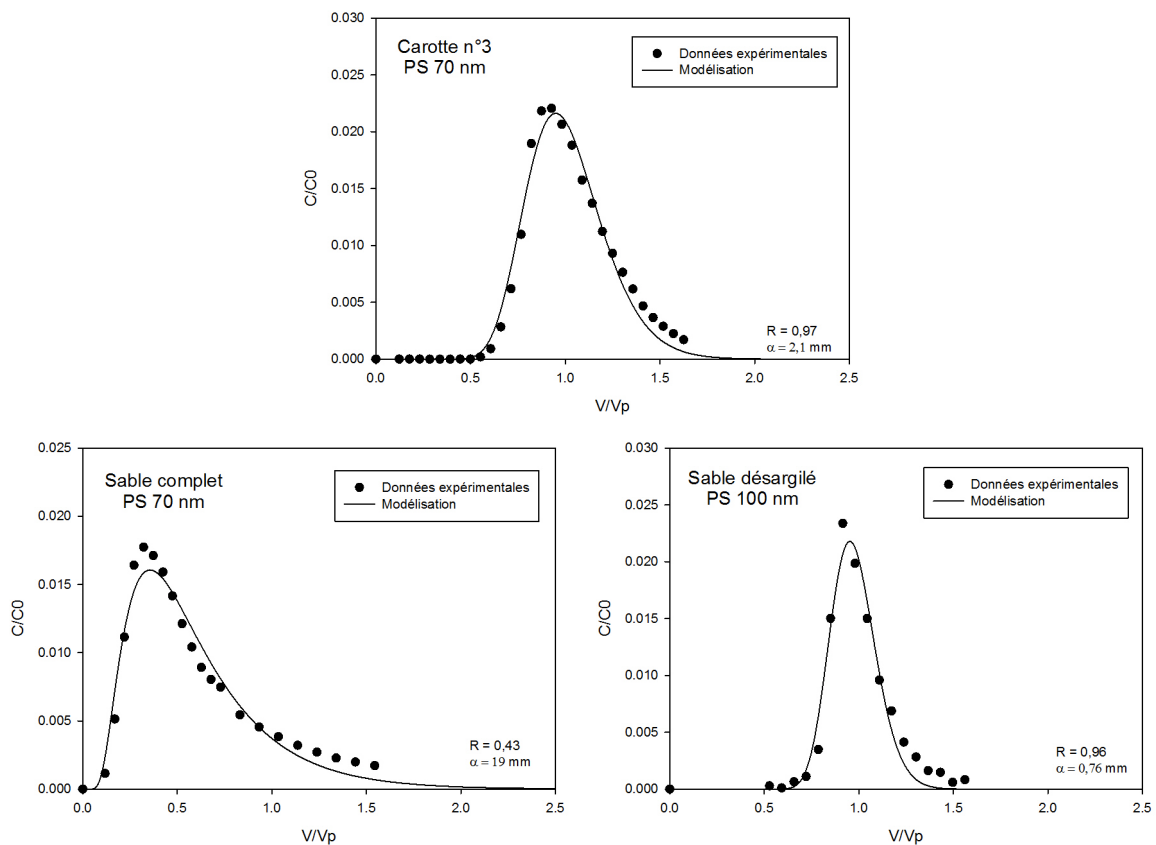 Carotte n°3
PS 70 nm
Données expérimentales
Modélisation
C/C0
0.030
0.025
0.020
0.015
0.010
0.005
0.000
R = 0,97
α = 2,1 mm
0.0 0.5 1.0 1.5 2.0 2.5
V/Vp
Sable complet
PS 70 nm
Données expérimentales
Modélisation
C/C0
0.025
0.020
0.015
0.010
0.005
0.000
R = 0,43
α = 19 mm
0.0 0.5 1.0 1.5 2.0 2.5
V/Vp
Sable désargilé
PS 100 nm
Données expérimentales
Modélisation
C/C0
0.030
0.025
0.020
0.015
0.010
0.005
0.000
R = 0,96
α = 0,76 mm
0.0 0.5 1.0 1.5 2.0 2.5
V/Vp